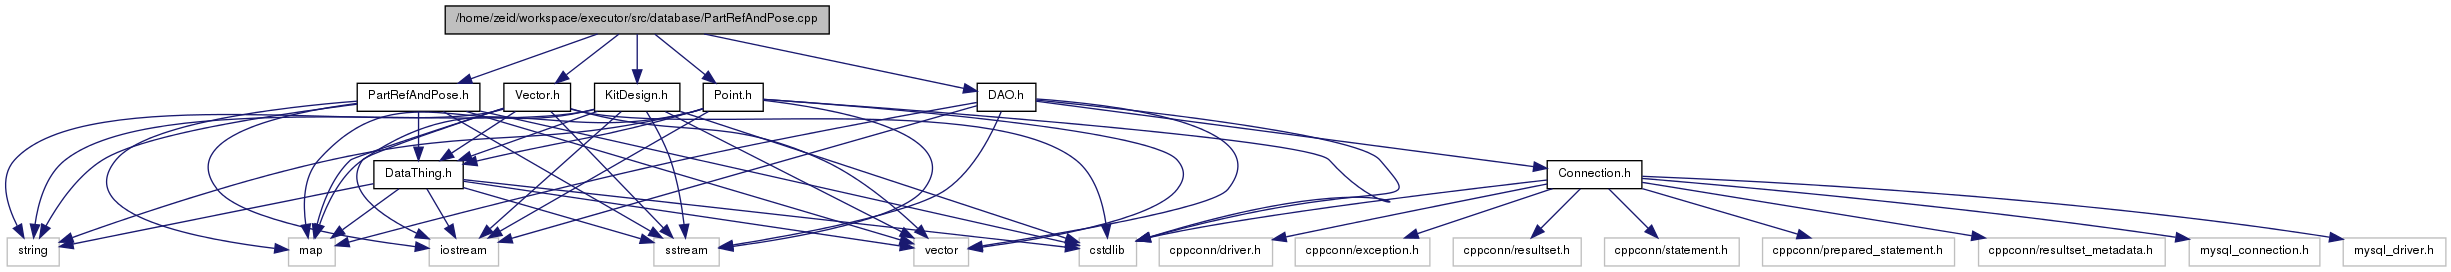 /home/zeid/workspace/executor/src/database/PartRefAndPose.cpp
PartRefAndPose.h
Vector.h
KitDesign.h
Point.h
DAO.h
DataThing.h
Connection.h
string
map
iostream
sstream
vector
cstdlib
cppconn/driver.h
cppconn/exception.h
cppconn/resultset.h
cppconn/statement.h
cppconn/prepared_statement.h
cppconn/resultset_metadata.h
mysql_connection.h
mysql_driver.h